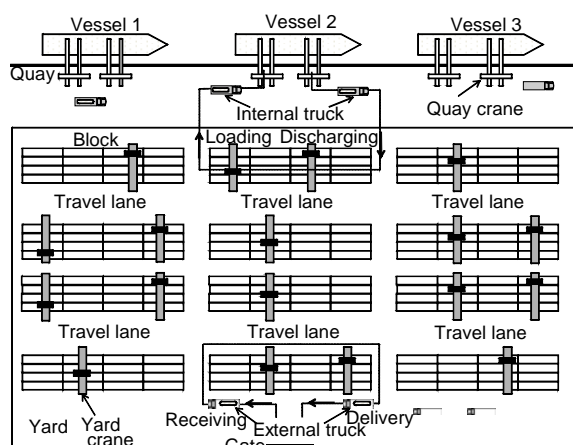 Vessel 1 Vessel 2 Vessel 3
Quay
Internal truck Quay crane
Block Loading Discharging
Travel lane Travel lane Travel lane
Travel lane Travel lane Travel lane
Receiving External truck Delivery
Yard Yard crane
Gate